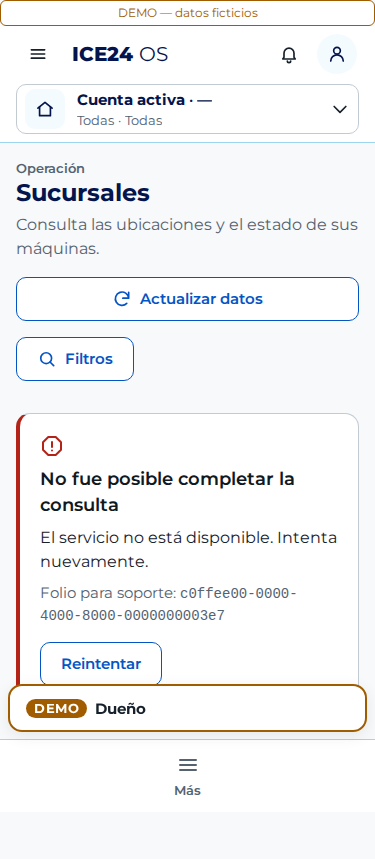 DEMO — datos ficticios
ICE24 OS
Cuenta activa · —
Todas · Todas
Operación
Sucursales
Consulta las ubicaciones y el estado de sus
máquinas.
Actualizar datos
Filtros
No fue posible completar la
consulta
El servicio no está disponible. Intenta
nuevamente.
Folio para soporte: c0ffee00-0000-
4000-8000-0000000003e7
Reintentar
DEMO Dueño
Más